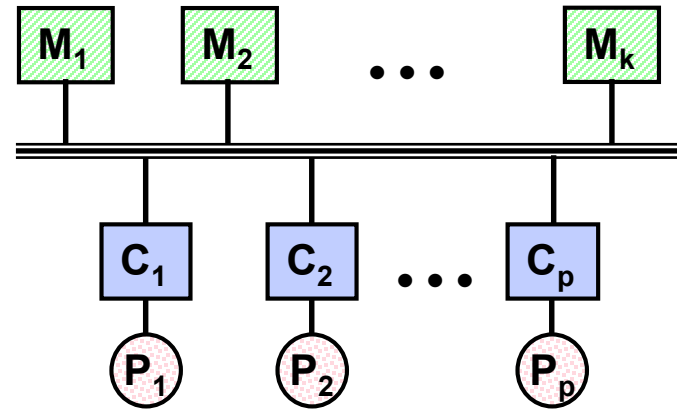 M₁ M₂ ••• Mₖ
C₁ C₂ ••• Cₚ
P₁ P₂ Pₚ